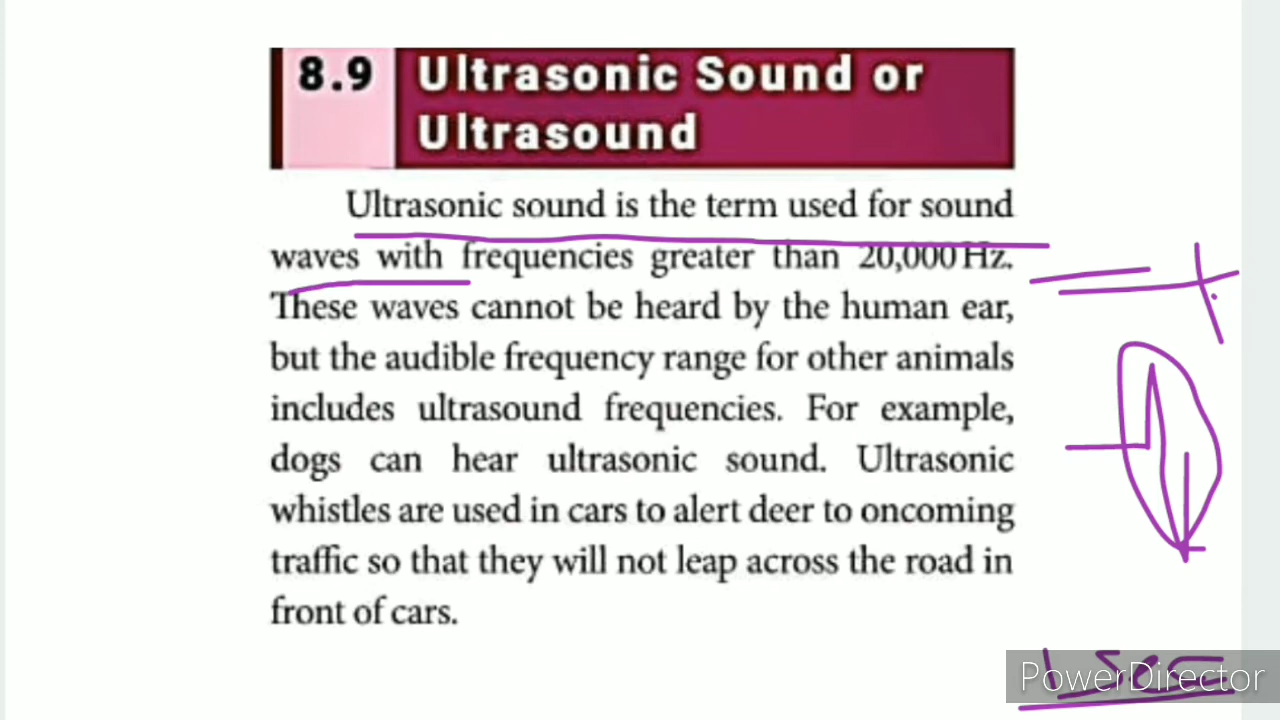 8.9 Ultrasonic Sound or
Ultrasound
Ultrasonic sound is the term used for sound
waves with frequencies greater than 20,000 Hz.
These waves cannot be heard by the human ear,
but the audible frequency range for other animals
includes ultrasound frequencies. For example,
dogs can hear ultrasonic sound. Ultrasonic
whistles are used in cars to alert deer to oncoming
traffic so that they will not leap across the road in
front of cars.
1 Sec
PowerDirector